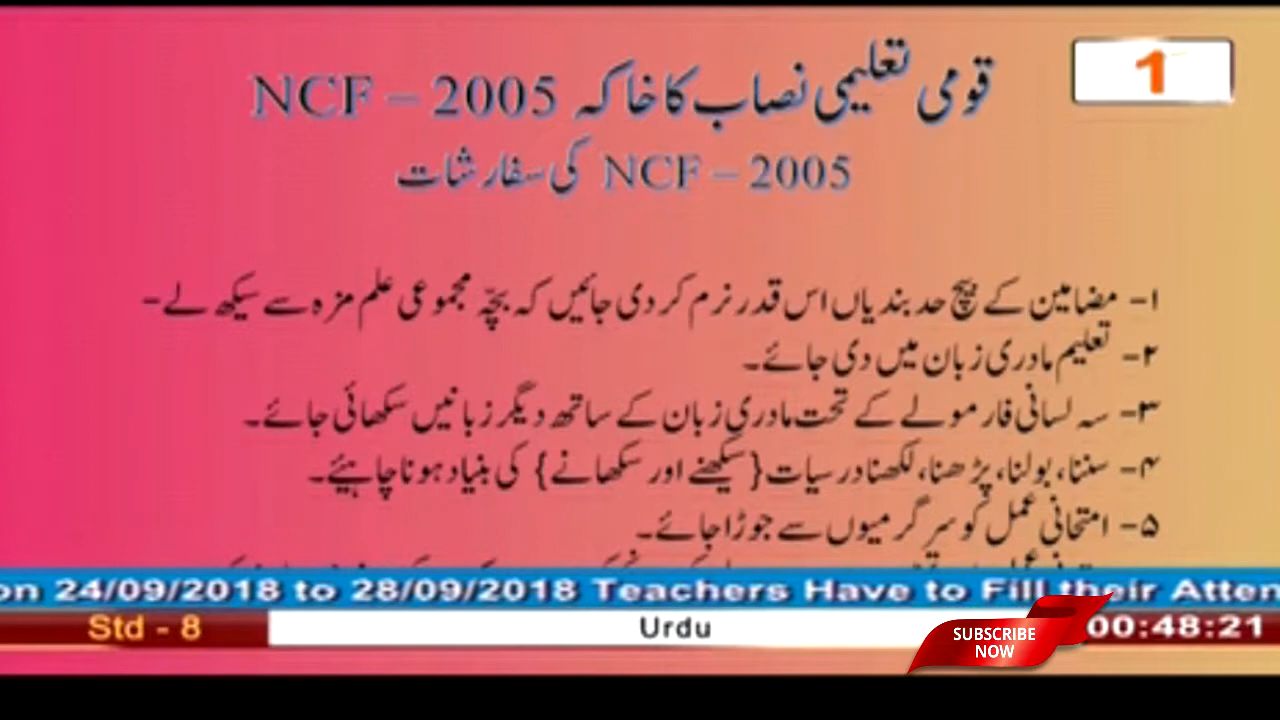 1
قومی تعلیمی نصاب کا خاکہ NCF – 2005
NCF – 2005 کی سفارشات
۱- مضامین کے بیچ حد بندیاں اس قدر نرم کر دی جائیں کہ بچّہ مجموعی علم مزہ سے سیکھ لے-
۲- تعلیم مادری زبان میں دی جائے۔
۳- سہ لسانی فارمولے کے تحت مادری زبان کے ساتھ دیگر زبانیں سکھائی جائے۔
۴- سننا، بولنا، پڑھنا، لکھنا درسیات {سیکھنے اور سکھانے} کی بنیاد ہونا چاہیئے۔
۵- امتحانی عمل کو سرگرمیوں سے جوڑا جائے۔
on 24/09/2018 to 28/09/2018 Teachers Have to Fill their Atten
Std - 8
Urdu
SUBSCRIBE
NOW
00:48:21